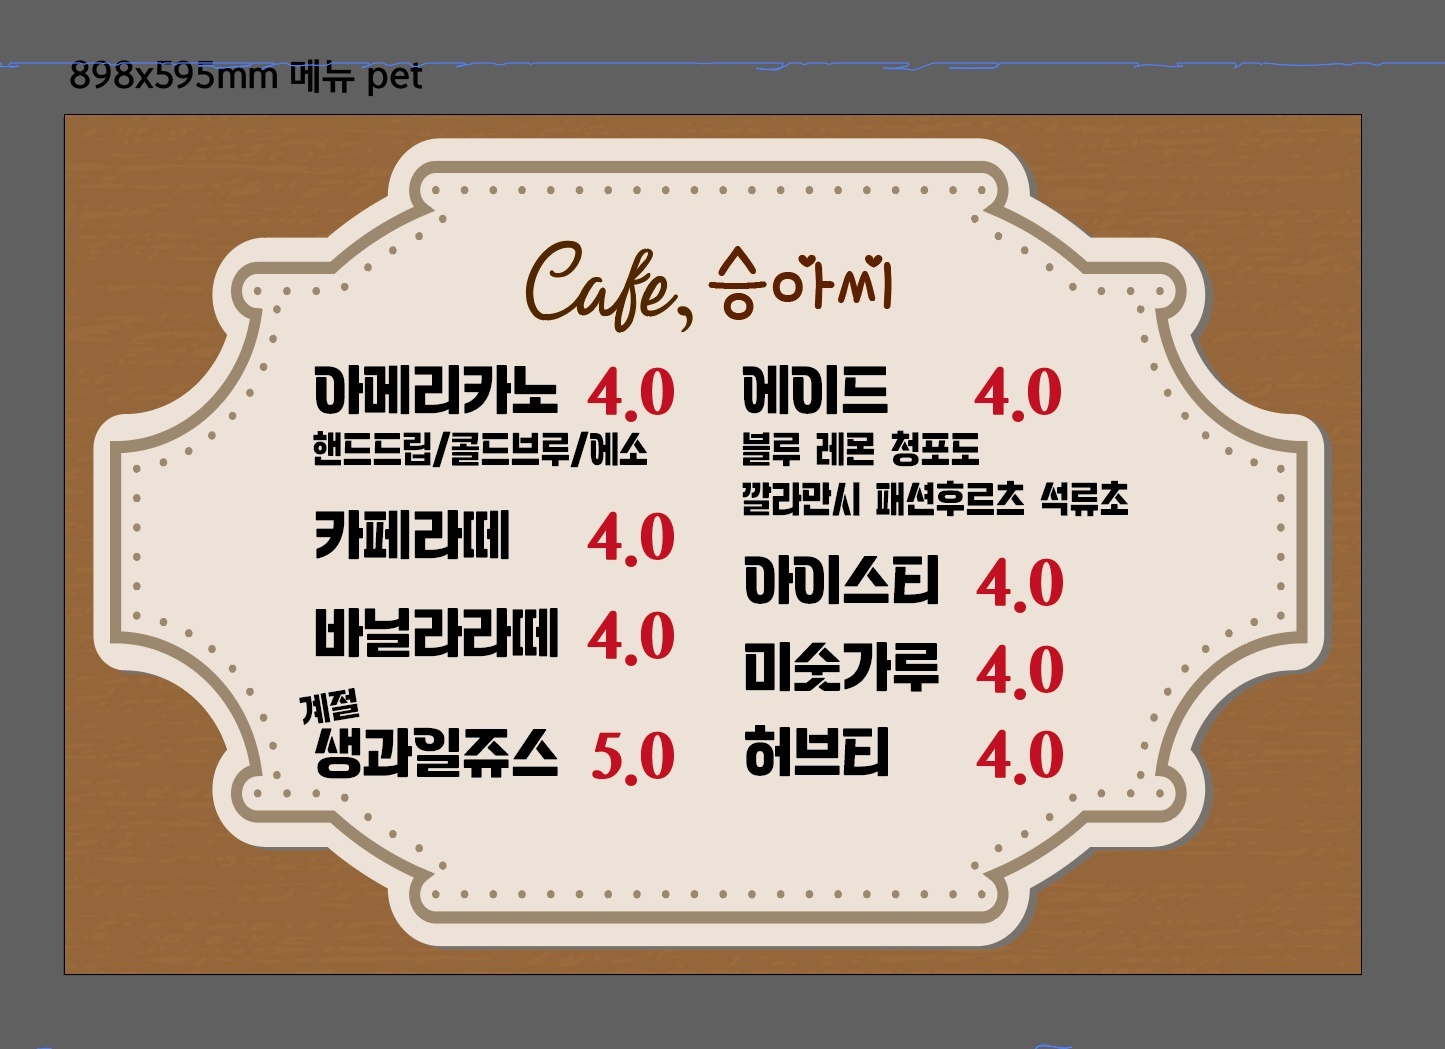 898x595mm 메뉴 pet
Cafe, 승아씨
아메리카노 4.0
핸드드립/콜드브루/에소
카페라떼 4.0
바닐라라떼 4.0
계절
생과일쥬스 5.0
에이드 4.0
블루 레몬 청포도
깔라만시 패션후르츠 석류초
아이스티 4.0
미숫가루 4.0
허브티 4.0